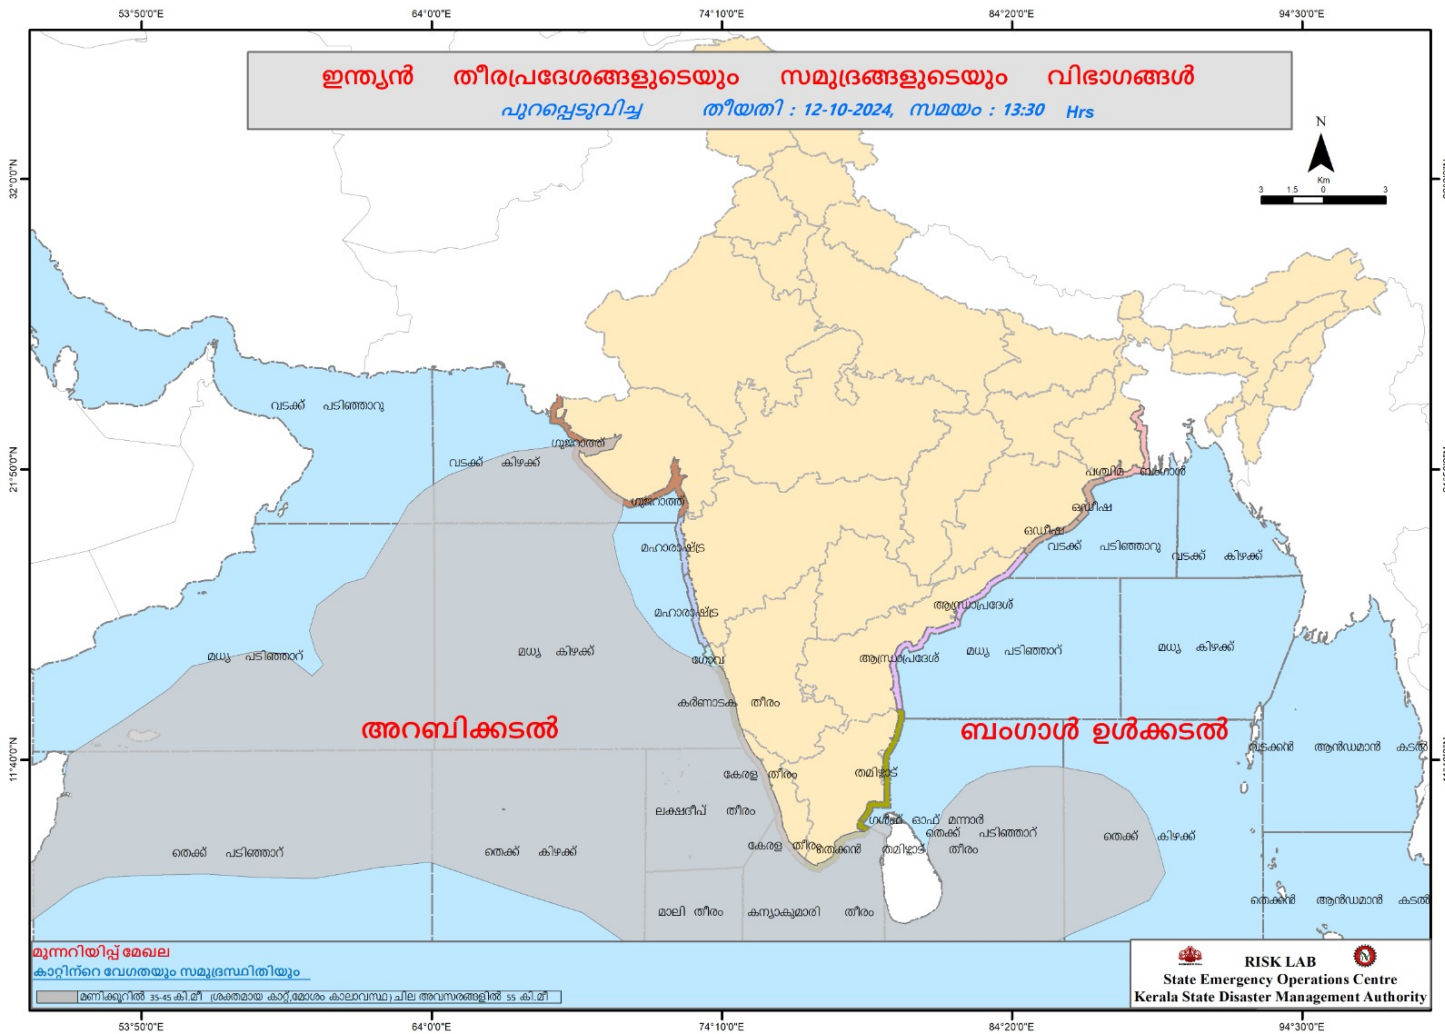 53°50'0"E 64°0'0"E 74°10'0"E 84°20'0"E 94°30'0"E
ഇന്ത്യൻ തീരപ്രദേശങ്ങളുടെയും സമുദ്രങ്ങളുടെയും വിഭാഗങ്ങൾ
പുറപ്പെടുവിച്ച തീയതി : 12-10-2024, സമയം : 13:30 Hrs
N
Km
3 1.5 0 3
32°0'0"N
വടക്ക് പടിഞ്ഞാറു
ഗുജറാത്ത്
വടക്ക് കിഴക്ക്
പശ്ചിമ ബംഗാൾ
ഗുജറാത്ത്
ഒഡീഷ
ഒഡീഷ
മഹാരാഷ്ട്ര
വടക്ക് പടിഞ്ഞാറു
വടക്ക് കിഴക്ക്
മഹാരാഷ്ട്ര
ആന്ധ്രാപ്രദേശ്
മധ്യ പടിഞ്ഞാറ്
മധ്യ കിഴക്ക്
ഗോവ
ആന്ധ്രാപ്രദേശ്
മധ്യ പടിഞ്ഞാറ്
മധ്യ കിഴക്ക്
കർണാടക തീരം
അറബിക്കടൽ
ബംഗാൾ ഉൾക്കടൽ
വടക്കൻ ആൻഡമാൻ കടൽ
11°40'0"N
കേരള തീരം
തമിഴ്നാട്
ലക്ഷദീപ് തീരം
ഗൾഫ് ഓഫ് മന്നാർ
തെക്ക് പടിഞ്ഞാറ്
തെക്ക് കിഴക്ക്
തെക്ക് പടിഞ്ഞാറ്
തെക്ക് കിഴക്ക്
കേരള തീരം
തെക്കൻ തമിഴ്നാട് തീരം
മാലി തീരം
കന്യാകുമാരി തീരം
തെക്കൻ ആൻഡമാൻ കടൽ
മുന്നറിയിപ്പ് മേഖല
കാറ്റിന്റെ വേഗതയും സമുദ്രസ്ഥിതിയും
മണിക്കൂറിൽ 35-45 കി.മീ (ശക്തമായ കാറ്റ്,മോശം കാലാവസ്ഥ) ചില അവസരങ്ങളിൽ 55 കി.മീ
RISK LAB
State Emergency Operations Centre
Kerala State Disaster Management Authority
53°50'0"E 64°0'0"E 74°10'0"E 84°20'0"E 94°30'0"E